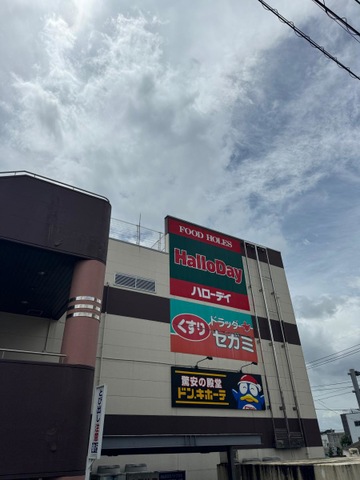 FOOD HOLES
HalloDay
ハローデイ
くすり
ドラッグ
セガミ
驚安の殿堂
ドン.キホーテ